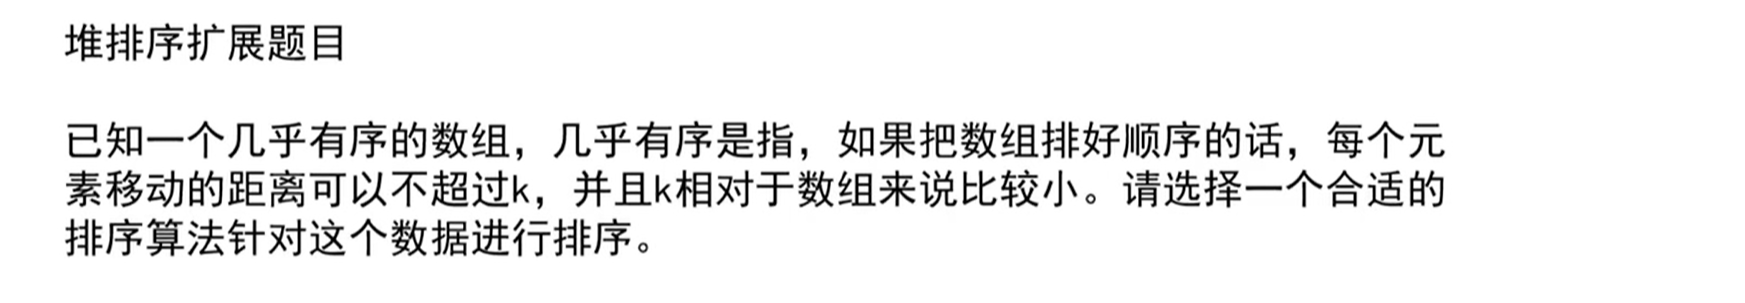 堆排序扩展题目
已知一个几乎有序的数组，几乎有序是指，如果把数组排好顺序的话，每个元
素移动的距离可以不超过k，并且k相对于数组来说比较小。请选择一个合适的
排序算法针对这个数据进行排序。